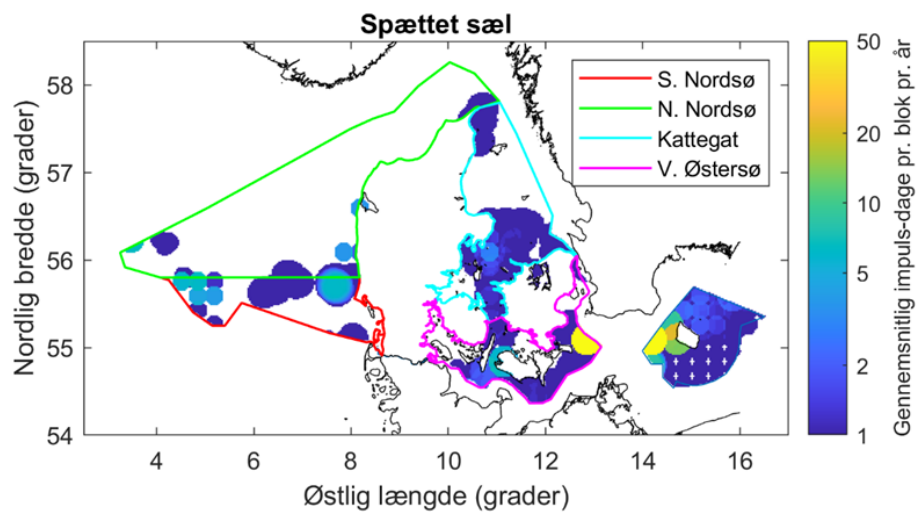 Spættet sæl
S. Nordsø
N. Nordsø
Kattegat
V. Østersø
Nordlig bredde (grader)
58
57
56
55
54
4
6
8
10
12
14
16
Østlig længde (grader)
50
20
10
5
2
1
Gennemsnitlig impuls-dage pr. blok pr. år